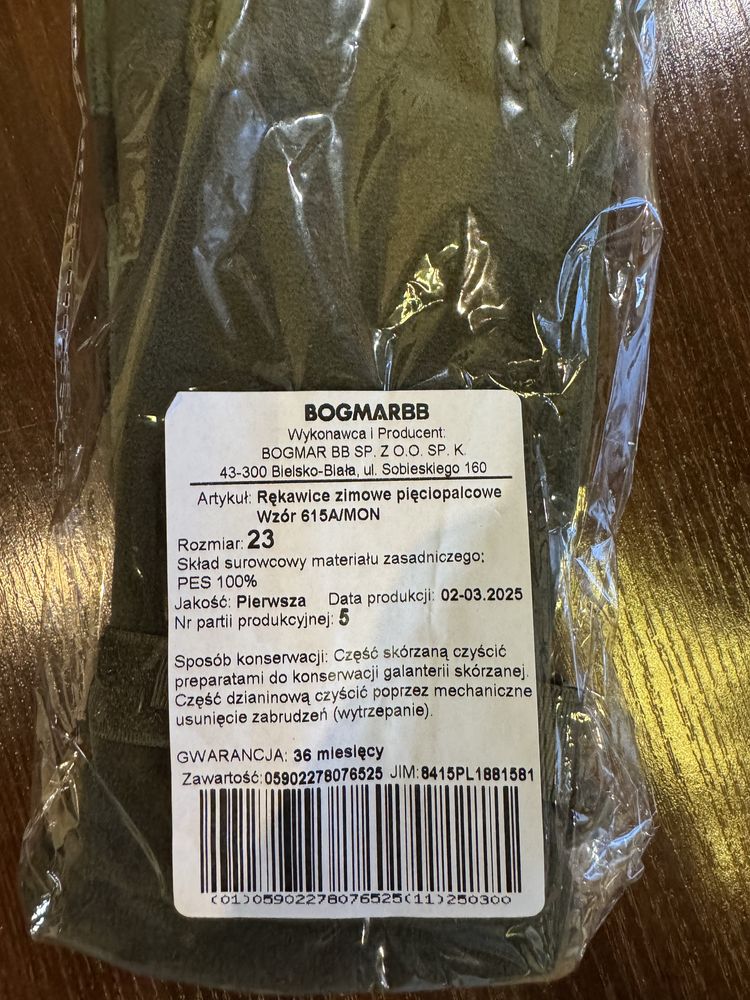 BOGMARBB
Wykonawca i Producent:
BOGMAR BB SP. Z O.O. SP. K.
43-300 Bielsko-Biała, ul. Sobieskiego 160
Artykuł: Rękawice zimowe pięciopalcowe
Wzór 615A/MON
Rozmiar: 23
Skład surowcowy materiału zasadniczego:
PES 100%
Jakość: Pierwsza Data produkcji: 02-03.2025
Nr partii produkcyjnej: 5
Sposób konserwacji: Część skórzaną czyścić
preparatami do konserwacji galanterii skórzanej.
Część dzianinową czyścić poprzez mechaniczne
usunięcie zabrudzeń (wytrzepanie).
GWARANCJA: 36 miesięcy
Zawartość: 05902278076525 JIM: 8415PL1881581
(01)05902278076525(11)250300